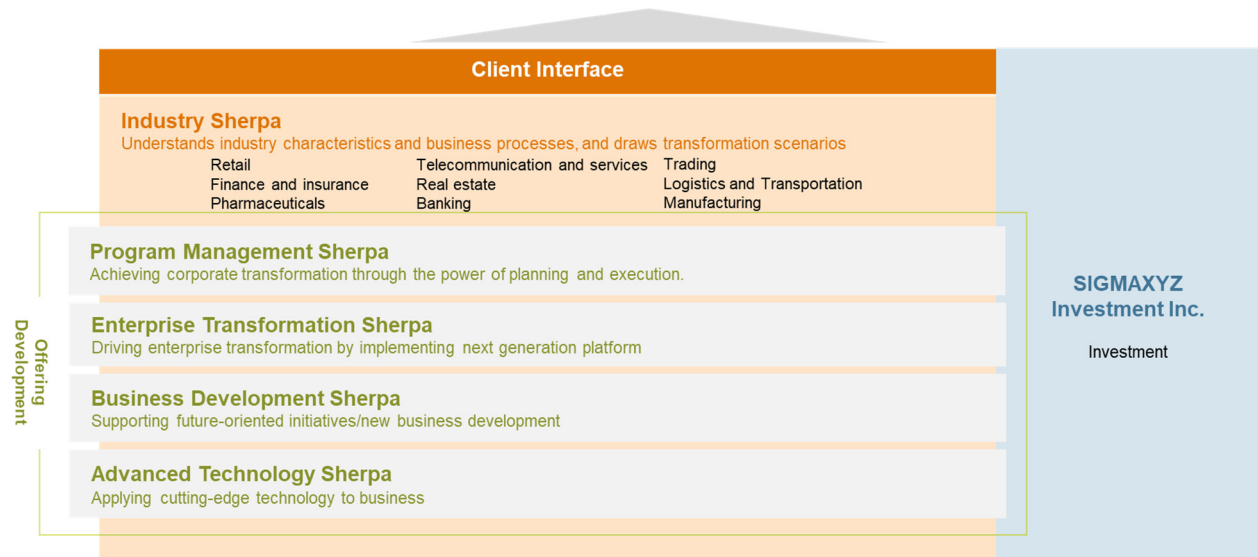 Client Interface
Industry Sherpa
Understands industry characteristics and business processes, and draws transformation scenarios
Retail Telecommunication and services Trading
Finance and insurance Real estate Logistics and Transportation
Pharmaceuticals Banking Manufacturing
Program Management Sherpa
Achieving corporate transformation through the power of planning and execution.
Enterprise Transformation Sherpa
Driving enterprise transformation by implementing next generation platform
Business Development Sherpa
Supporting future-oriented initiatives/new business development
Advanced Technology Sherpa
Applying cutting-edge technology to business
Offering
Development
SIGMAXYZ
Investment Inc.
Investment